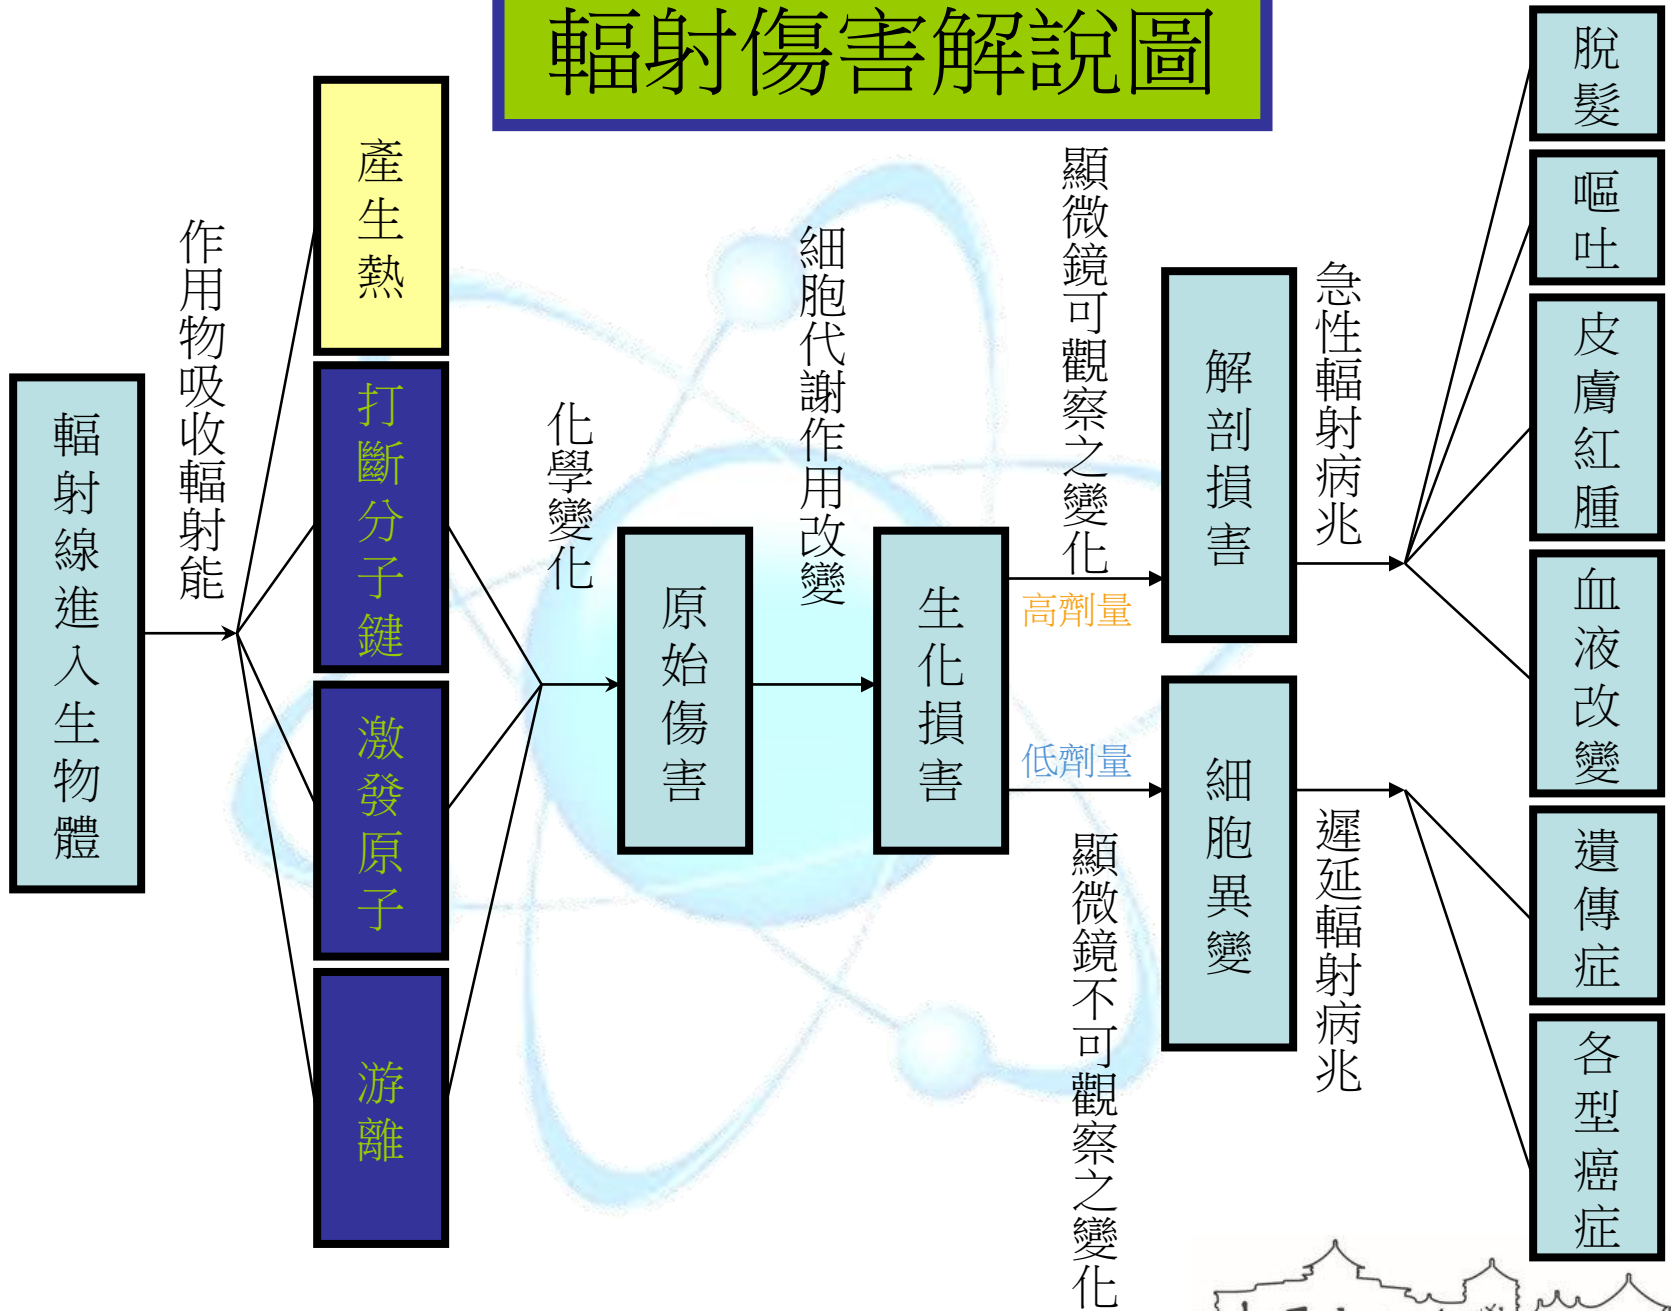 輻射傷害解說圖
輻射線進入生物體
作用物吸收輻射能
產生熱
打斷分子鍵
激發原子
游離
化學變化
原始傷害
細胞代謝作用改變
生化損害
顯微鏡可觀察之變化
高劑量
低劑量
顯微鏡不可觀察之變化
解剖損害
細胞異變
急性輻射病兆
遲延輻射病兆
脫髮
嘔吐
皮膚紅腫
血液改變
遺傳症
各型癌症